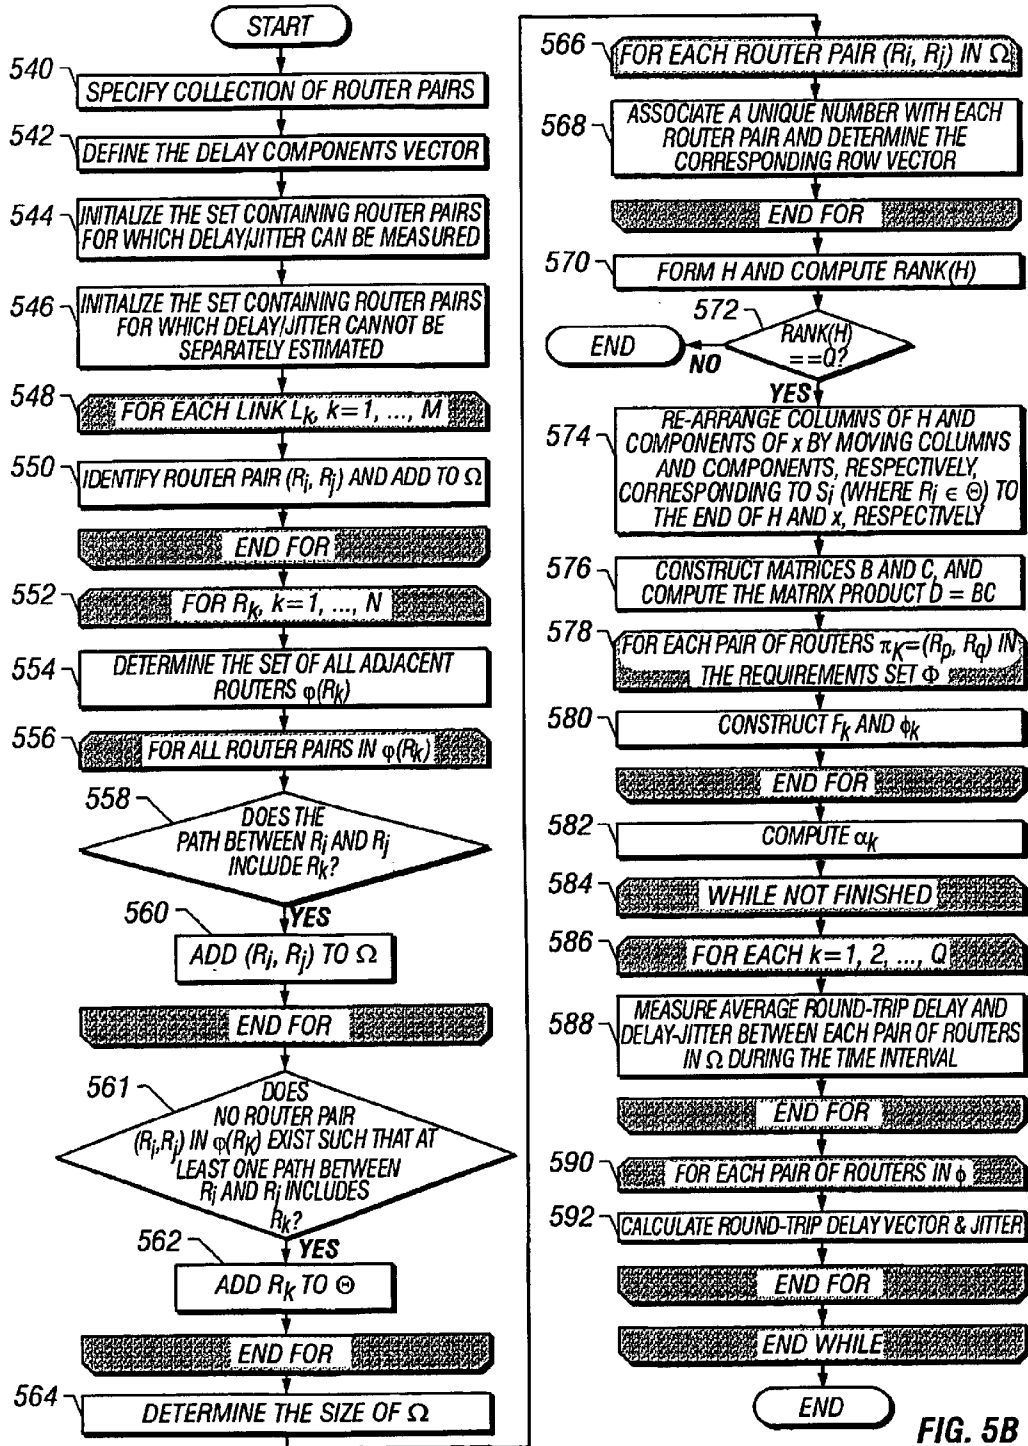 START
540
SPECIFY COLLECTION OF ROUTER PAIRS
542
DEFINE THE DELAY COMPONENTS VECTOR
544
INITIALIZE THE SET CONTAINING ROUTER PAIRS
FOR WHICH DELAY/JITTER CAN BE MEASURED
546
INITIALIZE THE SET CONTAINING ROUTER PAIRS
FOR WHICH DELAY/JITTER CANNOT BE
SEPARATELY ESTIMATED
548
FOR EACH LINK Lk, k=1, ..., M
550
IDENTIFY ROUTER PAIR (Ri, Rj) AND ADD TO Ω
END FOR
552
FOR Rk, k=1, ..., N
554
DETERMINE THE SET OF ALL ADJACENT
ROUTERS φ(Rk)
556
FOR ALL ROUTER PAIRS IN φ(Rk)
558
DOES THE
PATH BETWEEN Ri AND Rj
INCLUDE Rk?
YES
560
ADD (Ri, Rj) TO Ω
END FOR
561
DOES
NO ROUTER PAIR
(Ri,Rj) IN φ(Rk) EXIST SUCH THAT AT
LEAST ONE PATH BETWEEN
Ri AND Rj INCLUDES
Rk?
YES
562
ADD Rk TO Θ
END FOR
564
DETERMINE THE SIZE OF Ω
566
FOR EACH ROUTER PAIR (Ri, Rj) IN Ω
568
ASSOCIATE A UNIQUE NUMBER WITH EACH
ROUTER PAIR AND DETERMINE THE
CORRESPONDING ROW VECTOR
END FOR
570
FORM H AND COMPUTE RANK(H)
572
RANK(H)
==Q?
NO
END
YES
574
RE-ARRANGE COLUMNS OF H AND
COMPONENTS OF x BY MOVING COLUMNS
AND COMPONENTS, RESPECTIVELY,
CORRESPONDING TO Si (WHERE Ri ∈ Θ) TO
THE END OF H AND x, RESPECTIVELY
576
CONSTRUCT MATRICES B AND C, AND
COMPUTE THE MATRIX PRODUCT D = BC
578
FOR EACH PAIR OF ROUTERS πK=(Rp, Rq) IN
THE REQUIREMENTS SET Φ
580
CONSTRUCT Fk AND ϕk
END FOR
582
COMPUTE αk
584
WHILE NOT FINISHED
586
FOR EACH k=1, 2, ..., Q
588
MEASURE AVERAGE ROUND-TRIP DELAY AND
DELAY-JITTER BETWEEN EACH PAIR OF ROUTERS
IN Ω DURING THE TIME INTERVAL
END FOR
590
FOR EACH PAIR OF ROUTERS IN ϕ
592
CALCULATE ROUND-TRIP DELAY VECTOR & JITTER
END FOR
END WHILE
END
FIG. 5B